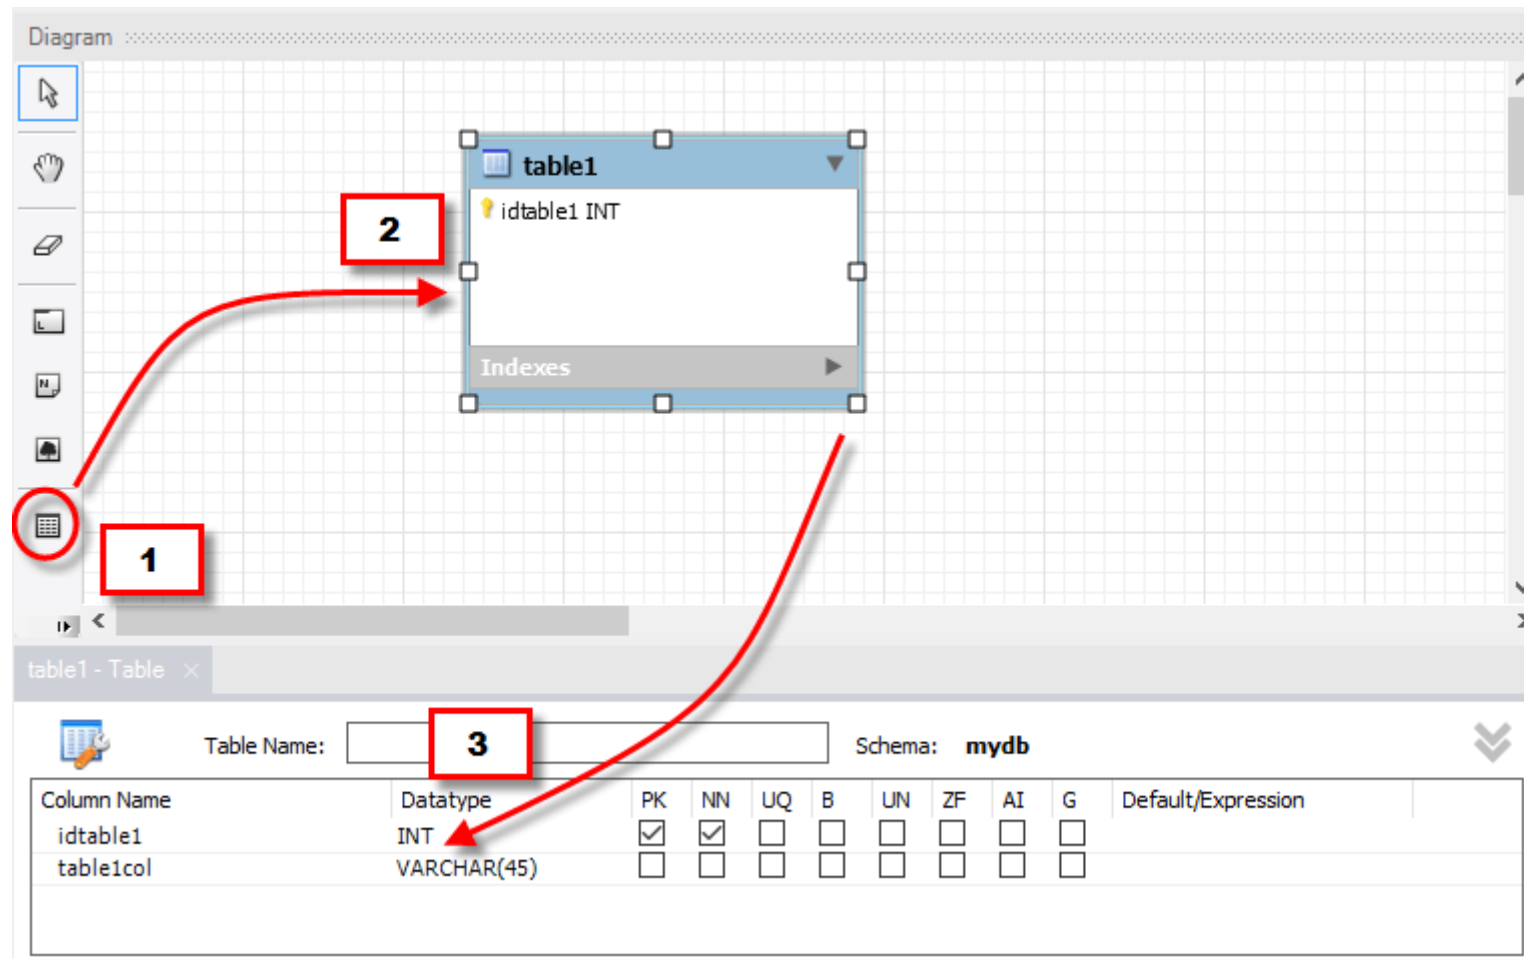 Diagram
table1
idtable1 INT
2
Indexes
1
table1 - Table
Table Name:
3
Schema: mydb
Column Name Datatype PK NN UQ B UN ZF AI G Default/Expression
idtable1 INT
table1col VARCHAR(45)